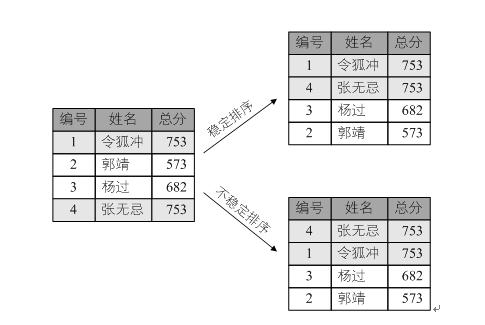 编号 姓名 总分
1 令狐冲 753
2 郭靖 573
3 杨过 682
4 张无忌 753
稳定排序
编号 姓名 总分
1 令狐冲 753
4 张无忌 753
3 杨过 682
2 郭靖 573
不稳定排序
编号 姓名 总分
4 张无忌 753
1 令狐冲 753
3 杨过 682
2 郭靖 573